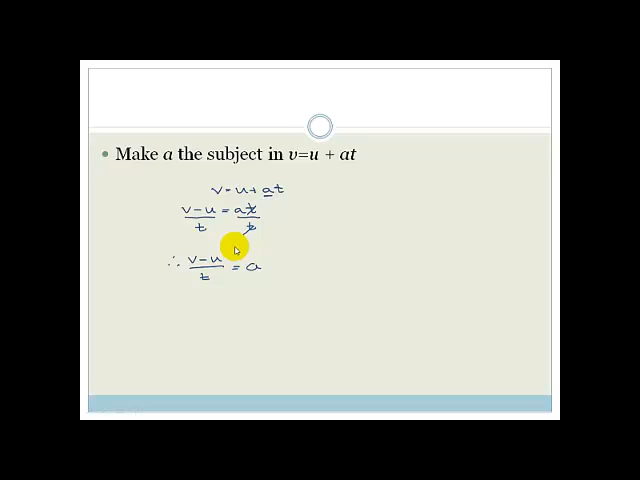 • Make a the subject in v=u + at
v = u + at
v-u/t = at/t
∴ v-u/t = a